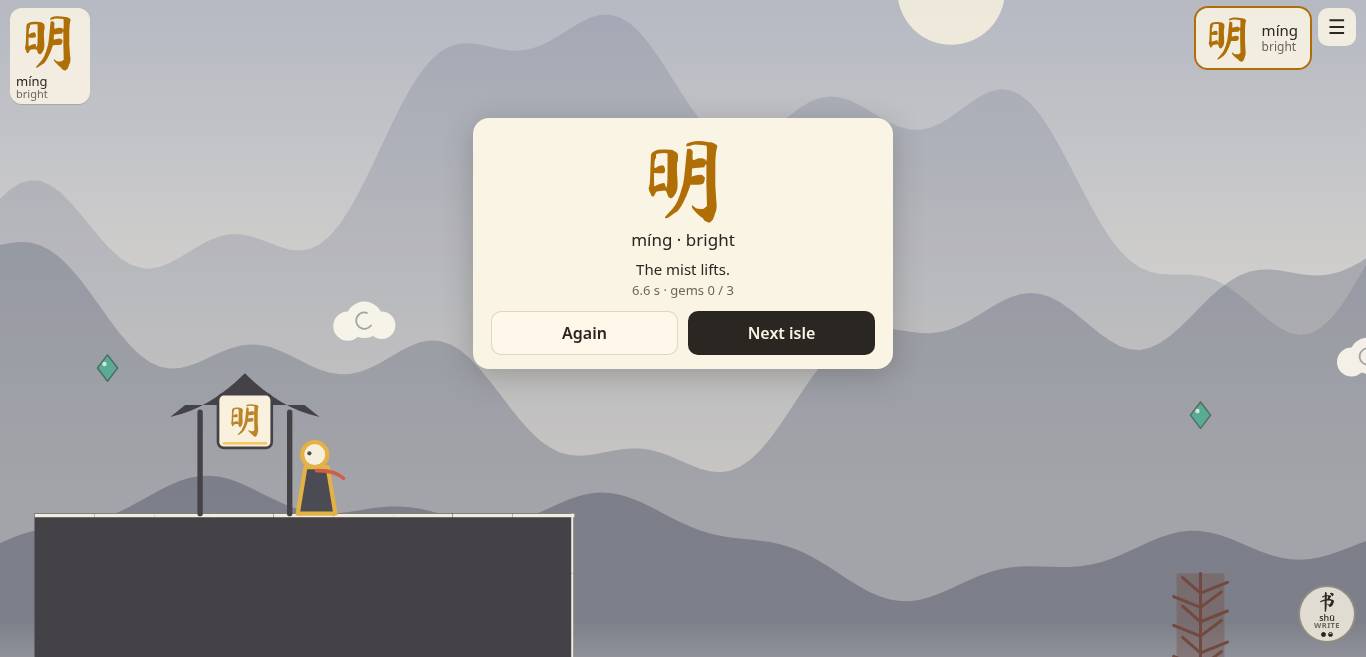 明
míng
bright
明
míng
bright
☰
明
míng · bright
The mist lifts.
6.6 s · gems 0 / 3
Again
Next isle
明
书
shū
WRITE